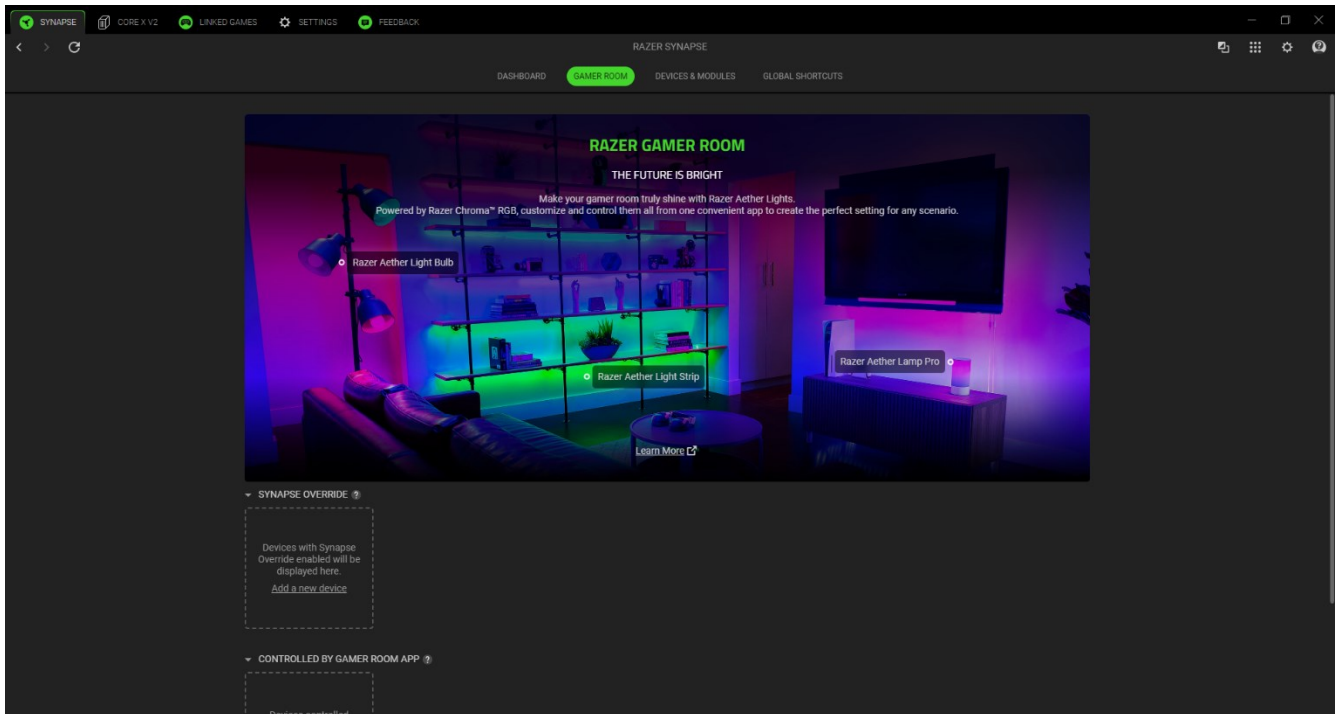 SYNAPSE
CORE X V2
LINKED GAMES
SETTINGS
FEEDBACK
RAZER SYNAPSE
DASHBOARD
GAMER ROOM
DEVICES & MODULES
GLOBAL SHORTCUTS
RAZER GAMER ROOM
THE FUTURE IS BRIGHT
Make your gamer room truly shine with Razer Aether Lights.
Powered by Razer Chroma™ RGB, customize and control them all from one convenient app to create the perfect setting for any scenario.
Razer Aether Light Bulb
Razer Aether Lamp Pro
Razer Aether Light Strip
Learn More
SYNAPSE OVERRIDE ?
Devices with Synapse
Override enabled will be
displayed here.
Add a new device
CONTROLLED BY GAMER ROOM APP ?
Devices controlled